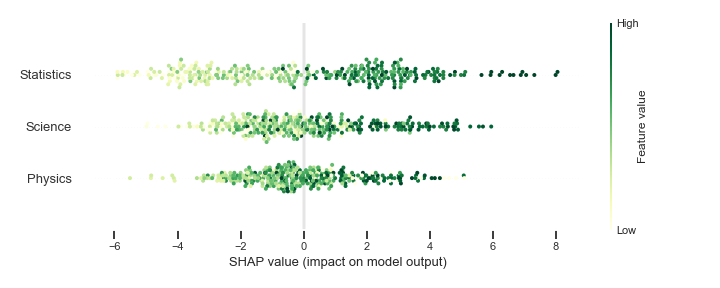 High
Statistics
Science
Feature value
Physics
Low
−6 −4 −2 0 2 4 6 8
SHAP value (impact on model output)